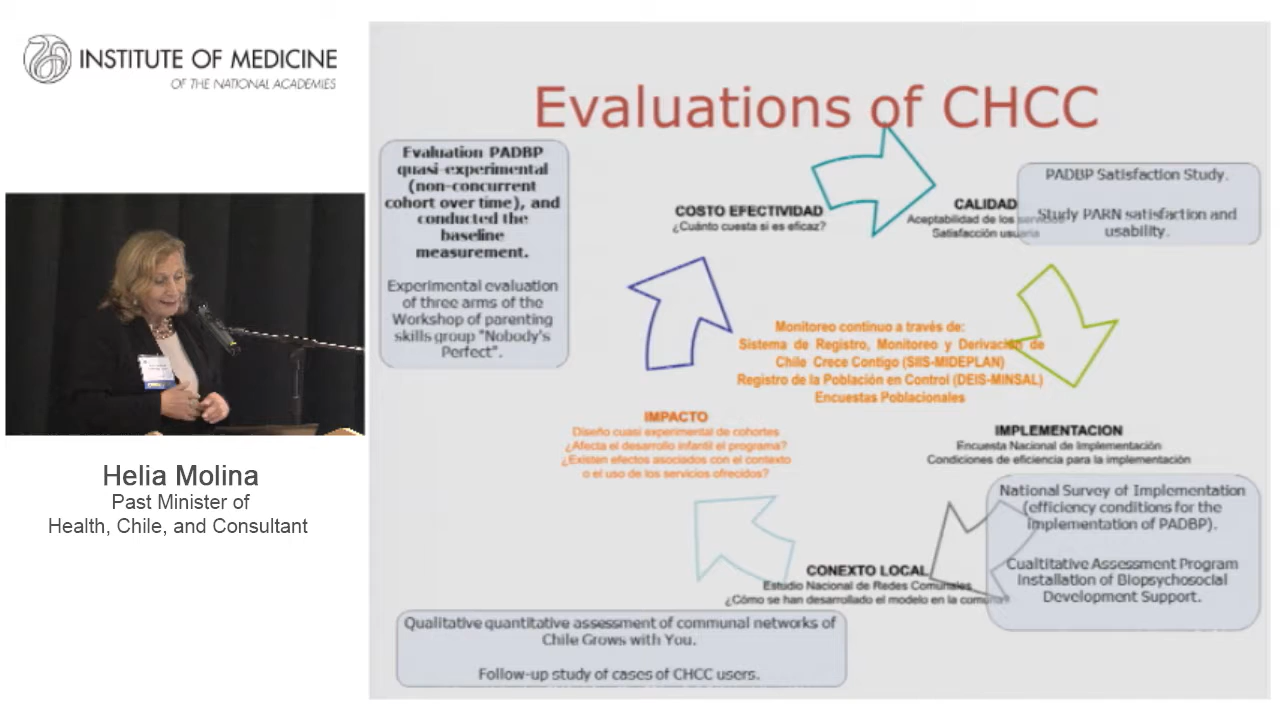 INSTITUTE OF MEDICINE
OF THE NATIONAL ACADEMIES
Helia Molina
Past Minister of
Health, Chile, and Consultant
Evaluations of CHCC
Evaluation PADBP
quasi-experimental
(non-concurrent
cohort over time), and
conducted the
baseline
measurement.
Experimental evaluation
of three arms of the
Workshop of parenting
skills group "Nobody's
Perfect".
COSTO EFECTIVIDAD
¿Cuánto cuesta si es eficaz?
CALIDAD
Aceptabilidad de los
Satisfacción usuaria
PADBP Satisfaction Study.
Study PARN satisfaction and
usability.
Monitoreo continuo a través de:
Sistema de Registro, Monitoreo y Derivación de
Chile Crece Contigo (SIIS-MIDEPLAN)
Registro de la Población en Control (DEIS-MINSAL)
Encuestas Poblacionales
IMPACTO
Diseño cuasi experimental de cohortes
¿Afecta el desarrollo infantil el programa?
¿Existen efectos asociados con el contexto
o el uso de los servicios ofrecidos?
IMPLEMENTACION
Encuesta Nacional de Implementación
Condiciones de eficiencia para la implementación
National Survey of Implementation
(efficiency conditions for the
implementation of PADBP).
Cualtitative Assessment Program
Installation of Biopsychosocial
Development Support.
CONEXTO LOCAL
Estudio Nacional de Redes Comunales
¿Cómo se han desarrollado el modelo en la comuna?
Qualitative quantitative assessment of communal networks of
Chile Grows with You.
Follow-up study of cases of CHCC users.